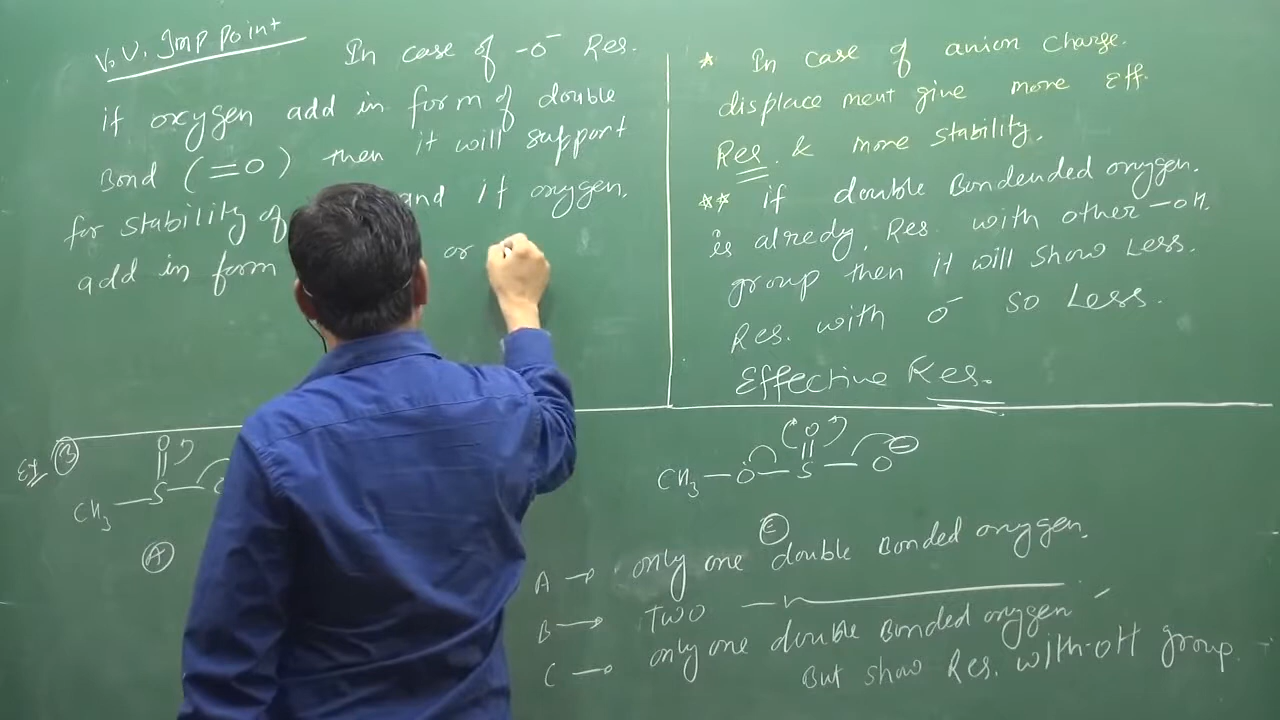 V.V. Imp point
In case of -O⁻ Res.
if oxygen add in form of double
Bond (=O) then it will support
for stability of and if oxygen.
add in form or
* In case of anion charge.
displacement give more eff.
Res. & more stability.
** if double Bondended oxygen.
is alredy. Res. with other -OH.
group then it will show Less.
Res. with O⁻ so Less.
Effective Res.
Ex (B)
O
CH3 — S —
(A)
O
CH3 — O — S — O ⊖
(C)
A → only one double Bonded oxygen.
B → Two —"—
C → only one double Bonded oxygen
But show Res. with -OH group.